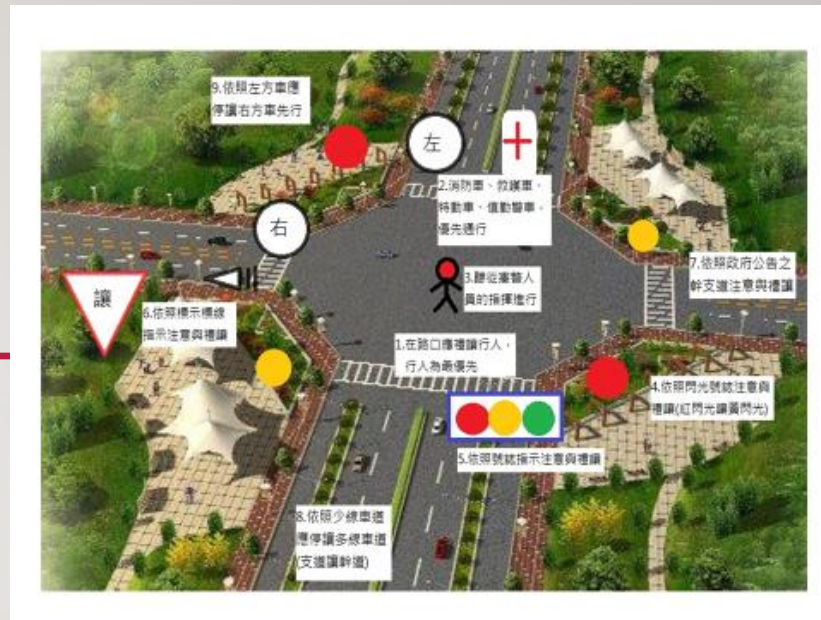 9.依照左方車應
停讓右方車先行
左
2.消防車、救護車、
特勤車、值勤警車,
優先通行
右
3.聽從攔警人
員的指揮進行
7.依照政府公告之
幹支道注意與禮讓
讓
6.依照標示標線
指示注意與禮讓
1.在路口應禮讓行人,
行人為最優先
4.依照閃光號誌注意與
禮讓(紅閃光讓黃閃光)
5.依照號誌指示注意與禮讓
8.依照少線車道
應停讓多線車道
(支道讓幹道)